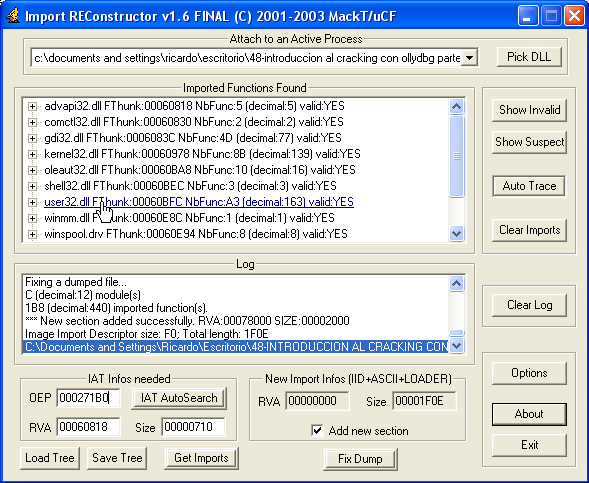 Import REConstructor v1.6 FINAL (C) 2001-2003 MackT/uCF
Attach to an Active Process
c:\documents and settings\ricardo\escritorio\48-introduccion al cracking con ollydbg parte
Pick DLL
Imported Functions Found
advapi32.dll FThunk:00060818 NbFunc:5 (decimal:5) valid:YES
comctl32.dll FThunk:00060830 NbFunc:2 (decimal:2) valid:YES
gdi32.dll FThunk:0006083C NbFunc:4D (decimal:77) valid:YES
kernel32.dll FThunk:00060978 NbFunc:8B (decimal:139) valid:YES
oleaut32.dll FThunk:00060BA8 NbFunc:10 (decimal:16) valid:YES
shell32.dll FThunk:00060BEC NbFunc:3 (decimal:3) valid:YES
user32.dll FThunk:00060BFC NbFunc:A3 (decimal:163) valid:YES
winmm.dll FThunk:00060E8C NbFunc:1 (decimal:1) valid:YES
winspool.drv FThunk:00060E94 NbFunc:8 (decimal:8) valid:YES
Show Invalid
Show Suspect
Auto Trace
Clear Imports
Log
Fixing a dumped file...
C (decimal:12) module(s)
1B8 (decimal:440) imported function(s).
*** New section added successfully. RVA:00078000 SIZE:00002000
Image Import Descriptor size: F0; Total length: 1F0E
C:\Documents and Settings\Ricardo\Escritorio\48-INTRODUCCION AL CRACKING CON
Clear Log
IAT Infos needed
OEP 000271B0 IAT AutoSearch
RVA 00060818 Size 00000710
New Import Infos (IID+ASCII+LOADER)
RVA 00000000 Size 00001F0E
Add new section
Options
About
Exit
Load Tree Save Tree Get Imports Fix Dump